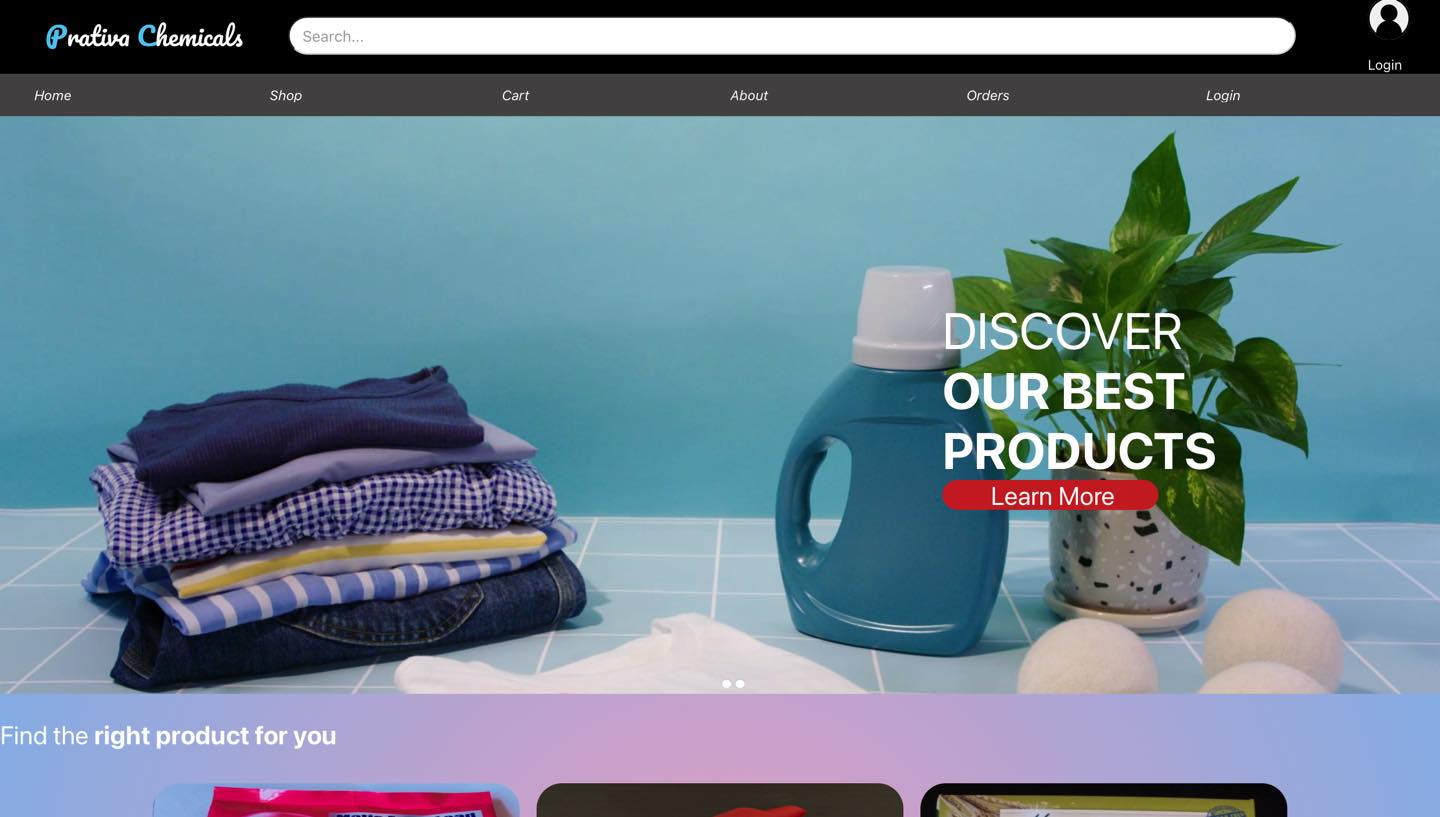 Prativa Chemicals
Search...
Login
Home Shop Cart About Orders Login
DISCOVER
OUR BEST
PRODUCTS
Learn More
Find the right product for you